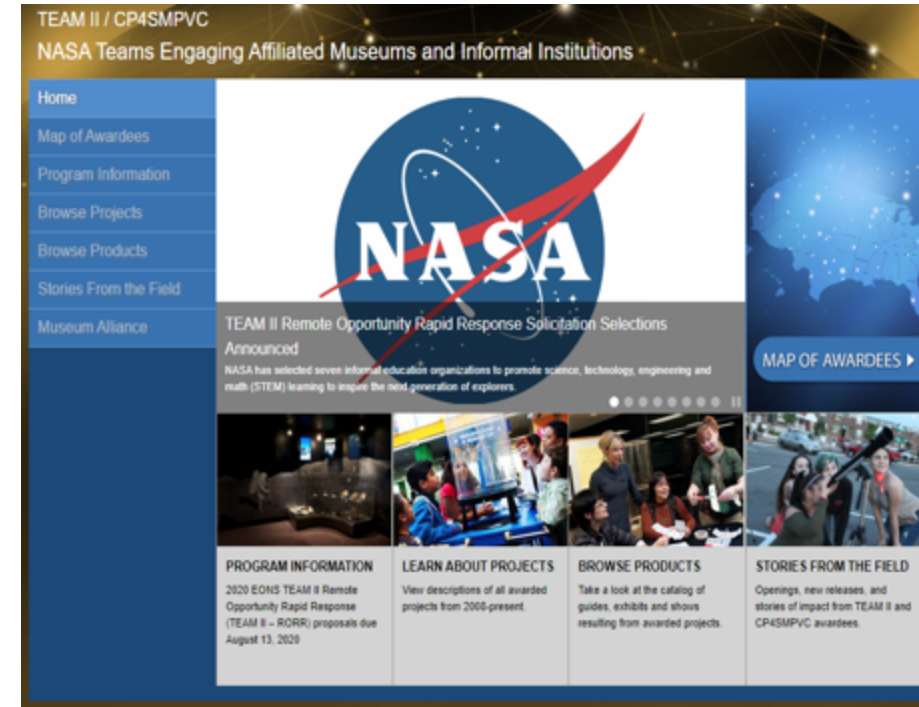 TEAM II / CP4SMPVC
NASA Teams Engaging Affiliated Museums and Informal Institutions
Home
Map of Awardees
Program Information
Browse Projects
Browse Products
Stories From the Field
Museum Alliance
NASA
TEAM II Remote Opportunity Rapid Response Solicitation Selections
Announced
NASA has selected seven informal education organizations to promote science, technology, engineering and
math (STEM) learning to inspire the next generation of explorers.
MAP OF AWARDEES
PROGRAM INFORMATION
2020 EONS TEAM II Remote
Opportunity Rapid Response
(TEAM II – RORR) proposals due
August 13, 2020
LEARN ABOUT PROJECTS
View descriptions of all awarded
projects from 2008-present.
BROWSE PRODUCTS
Take a look at the catalog of
guides, exhibits and shows
resulting from awarded projects.
STORIES FROM THE FIELD
Openings, new releases, and
stories of impact from TEAM II and
CP4SMPVC awardees.